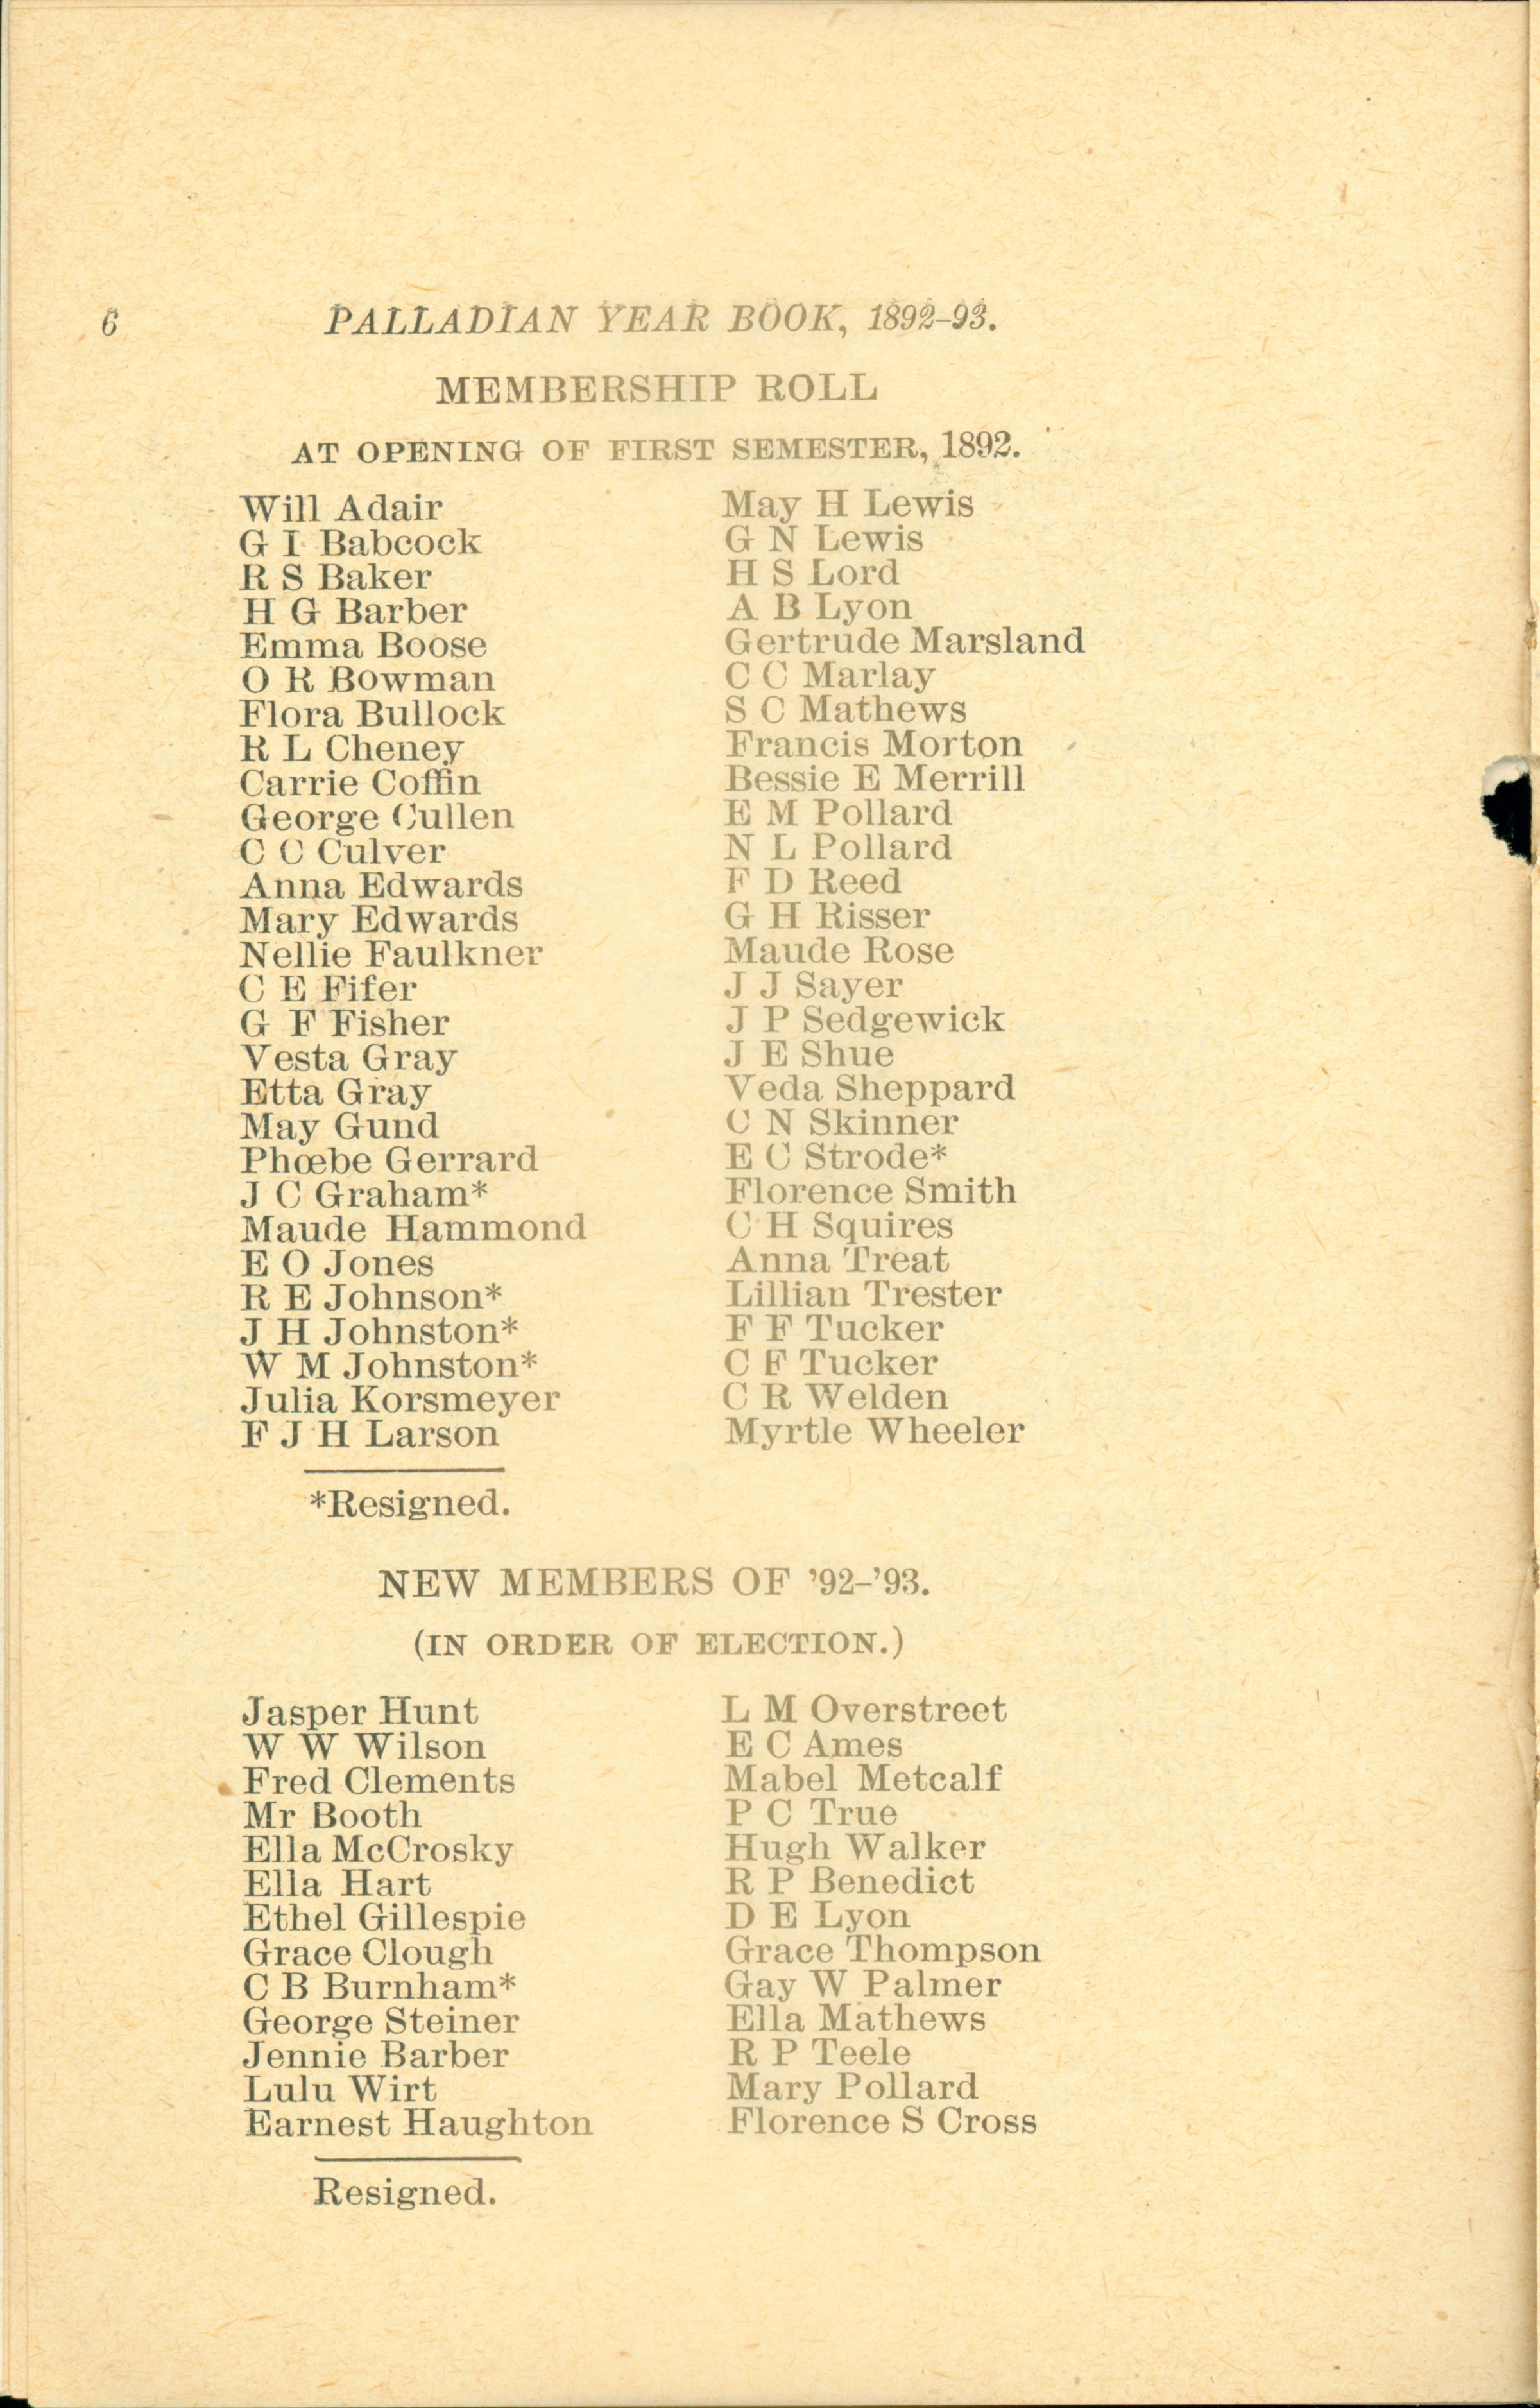 6
PALLADIAN YEAR BOOK, 1892-93.
MEMBERSHIP ROLL
AT OPENING OF FIRST SEMESTER, 1892.
Will Adair
G I Babcock
R S Baker
H G Barber
Emma Boose
O R Bowman
Flora Bullock
R L Cheney
Carrie Coffin
George Cullen
C C Culver
Anna Edwards
Mary Edwards
Nellie Faulkner
C E Fifer
G F Fisher
Vesta Gray
Etta Gray
May Gund
Phœbe Gerrard
J C Graham*
Maude Hammond
E O Jones
R E Johnson*
J H Johnston*
W M Johnston*
Julia Korsmeyer
F J H Larson
May H Lewis
G N Lewis
H S Lord
A B Lyon
Gertrude Marsland
C C Marlay
S C Mathews
Francis Morton
Bessie E Merrill
E M Pollard
N L Pollard
F D Reed
G H Risser
Maude Rose
J J Sayer
J P Sedgewick
J E Shue
Veda Sheppard
C N Skinner
E C Strode*
Florence Smith
C H Squires
Anna Treat
Lillian Trester
F F Tucker
C F Tucker
C R Welden
Myrtle Wheeler
*Resigned.
NEW MEMBERS OF '92-'93.
(IN ORDER OF ELECTION.)
Jasper Hunt
W W Wilson
Fred Clements
Mr Booth
Ella McCrosky
Ella Hart
Ethel Gillespie
Grace Clough
C B Burnham*
George Steiner
Jennie Barber
Lulu Wirt
Earnest Haughton
L M Overstreet
E C Ames
Mabel Metcalf
P C True
Hugh Walker
R P Benedict
D E Lyon
Grace Thompson
Gay W Palmer
Ella Mathews
R P Teele
Mary Pollard
Florence S Cross
Resigned.